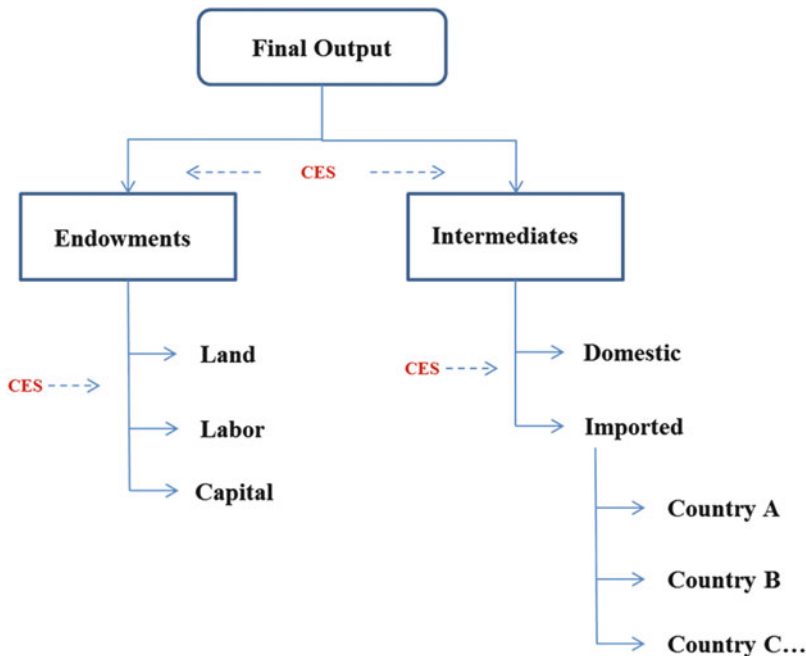 Final Output
CES
Endowments
Intermediates
Land
Domestic
CES
CES
Labor
Imported
Capital
Country A
Country B
Country C...